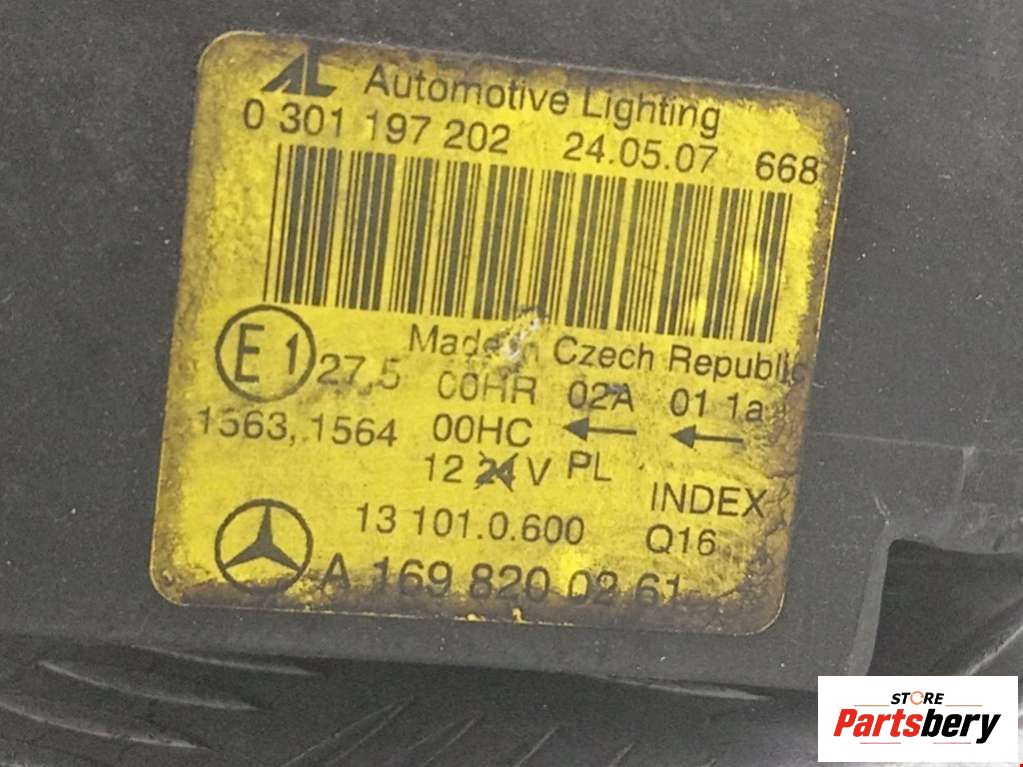 AL Automotive Lighting
0 301 197 202 24.05.07 668
Made in Czech Republic
E1 27,5 00HR 02A 01 1a
1563, 1564 00HC ← ←
12 24 V PL
INDEX
13 101.0.600 Q16
A 169 820 02 61
STORE
Partsbery